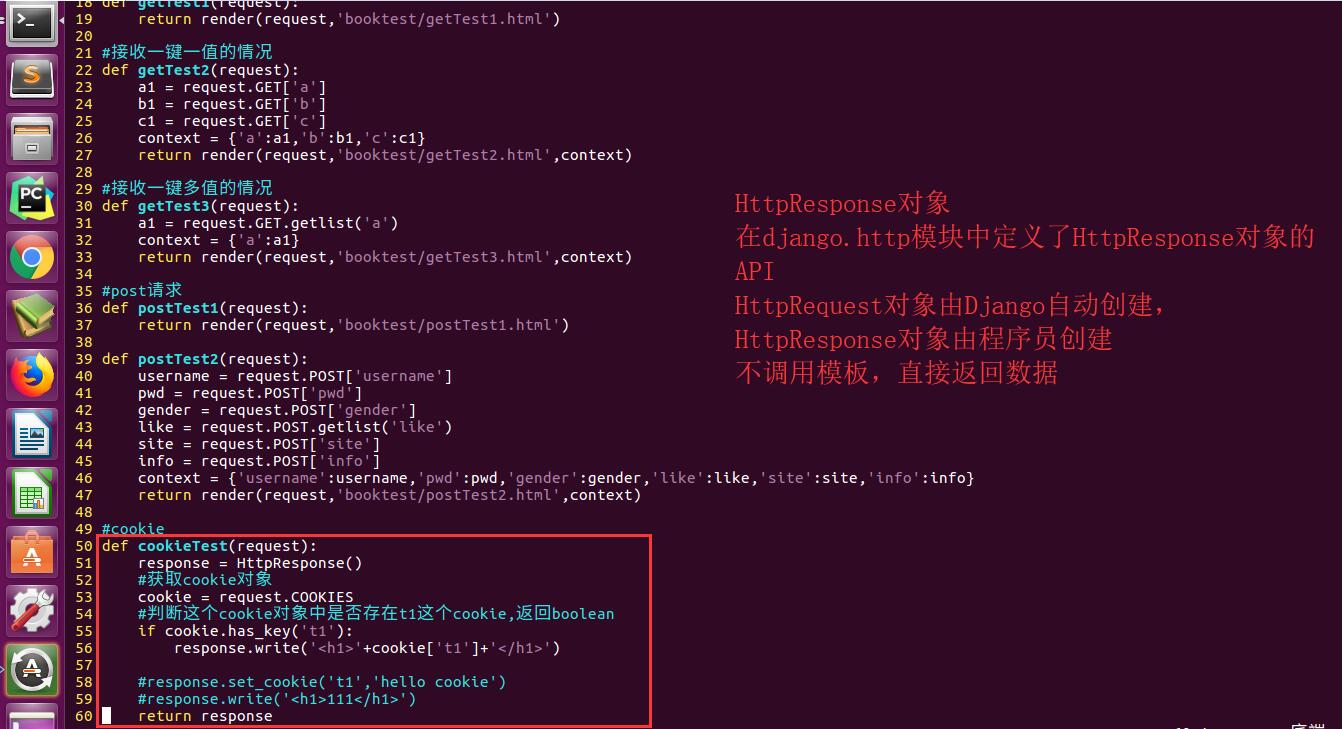 18 def getTest1(request):
19     return render(request,'booktest/getTest1.html')
20
21 #接收一键一值的情况
22 def getTest2(request):
23     a1 = request.GET['a']
24     b1 = request.GET['b']
25     c1 = request.GET['c']
26     context = {'a':a1,'b':b1,'c':c1}
27     return render(request,'booktest/getTest2.html',context)
28
29 #接收一键多值的情况
30 def getTest3(request):
31     a1 = request.GET.getlist('a')
32     context = {'a':a1}
33     return render(request,'booktest/getTest3.html',context)
34
35 #post请求
36 def postTest1(request):
37     return render(request,'booktest/postTest1.html')
38
39 def postTest2(request):
40     username = request.POST['username']
41     pwd = request.POST['pwd']
42     gender = request.POST['gender']
43     like = request.POST.getlist('like')
44     site = request.POST['site']
45     info = request.POST['info']
46     context = {'username':username,'pwd':pwd,'gender':gender,'like':like,'site':site,'info':info}
47     return render(request,'booktest/postTest2.html',context)
48
49 #cookie
50 def cookieTest(request):
51     response = HttpResponse()
52     #获取cookie对象
53     cookie = request.COOKIES
54     #判断这个cookie对象中是否存在t1这个cookie,返回boolean
55     if cookie.has_key('t1'):
56         response.write('<h1>'+cookie['t1']+'</h1>')
57
58     #response.set_cookie('t1','hello cookie')
59     #response.write('<h1>111</h1>')
60     return response
HttpResponse对象
在django.http模块中定义了HttpResponse对象的
API
HttpRequest对象由Django自动创建，
HttpResponse对象由程序员创建
不调用模板，直接返回数据
PC